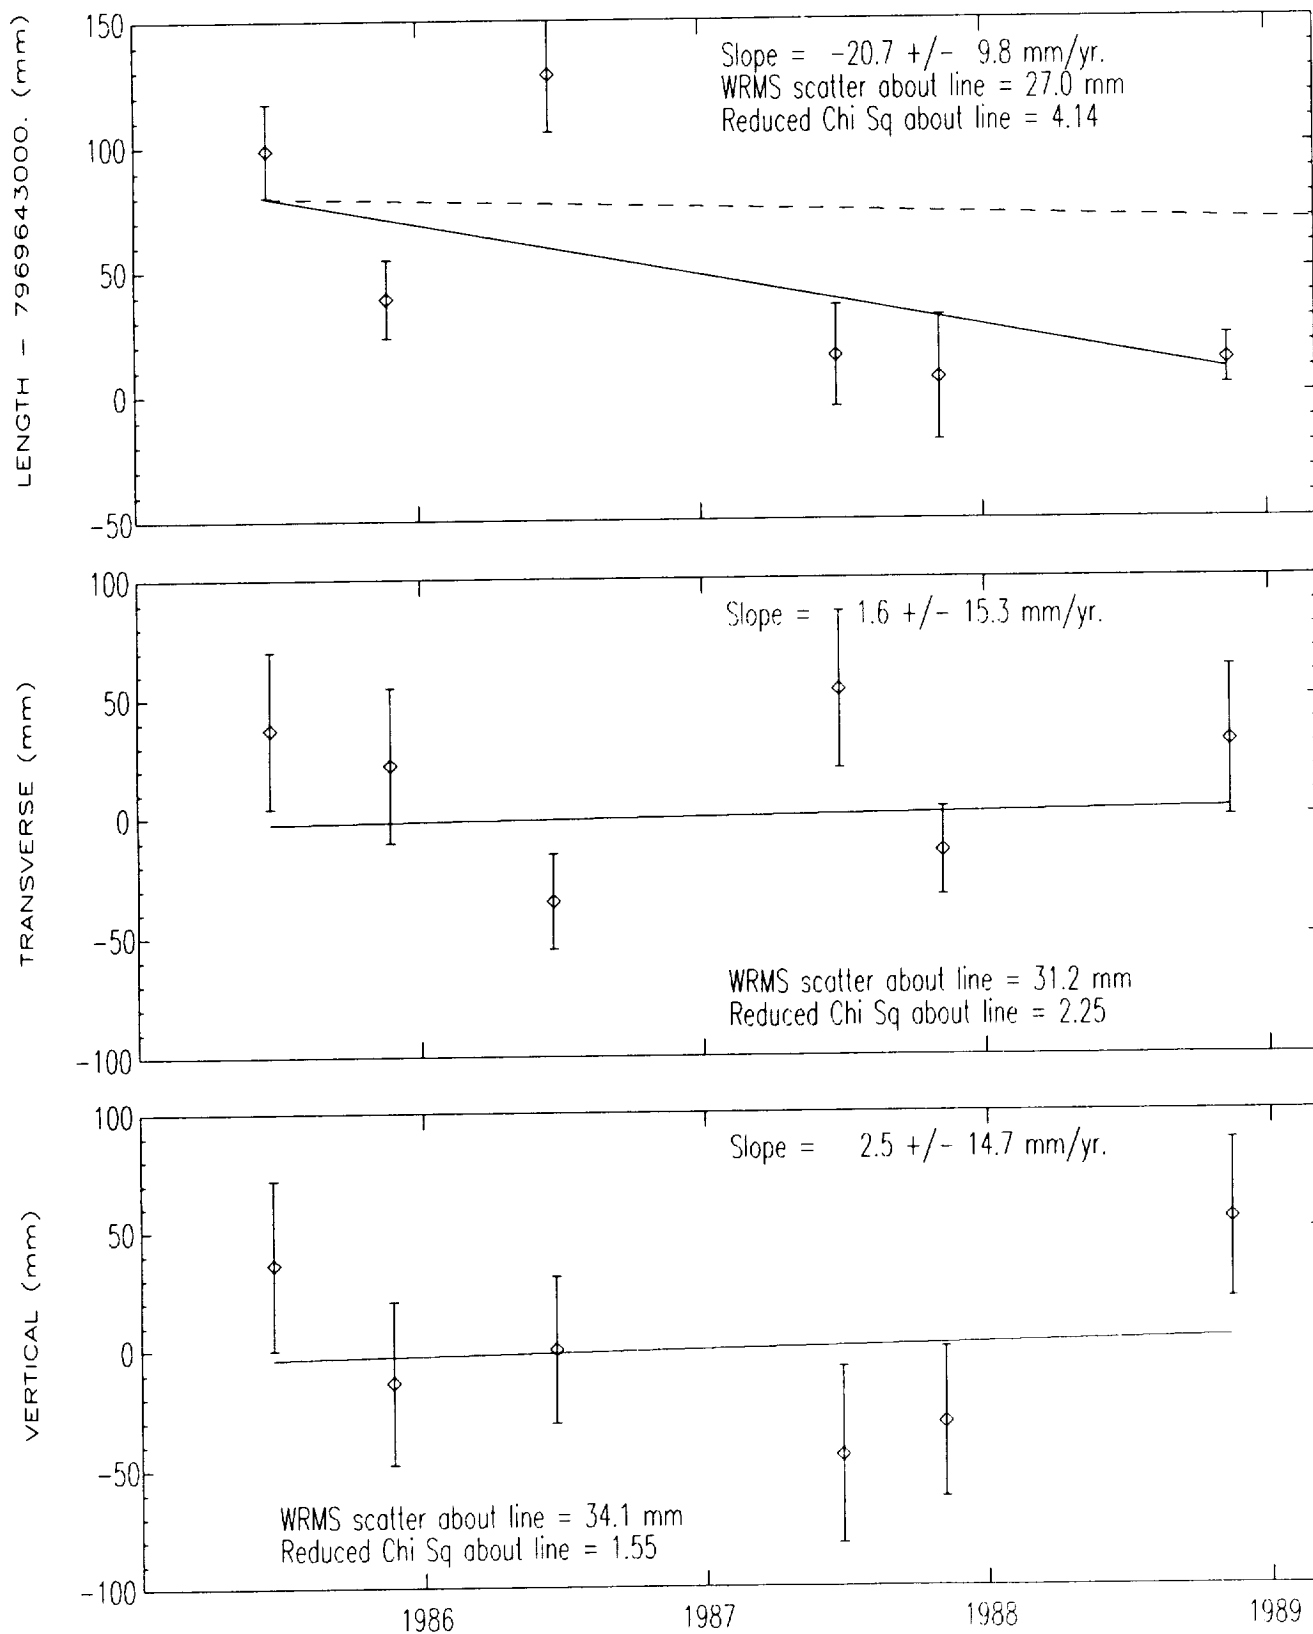 LENGTH - 7969643000. (mm)
150
100
50
0
-50
Slope = -20.7 +/- 9.8 mm/yr.
WRMS scatter about line = 27.0 mm
Reduced Chi Sq about line = 4.14
TRANSVERSE (mm)
100
50
0
-50
-100
Slope = 1.6 +/- 15.3 mm/yr.
WRMS scatter about line = 31.2 mm
Reduced Chi Sq about line = 2.25
VERTICAL (mm)
100
50
0
-50
-100
Slope = 2.5 +/- 14.7 mm/yr.
WRMS scatter about line = 34.1 mm
Reduced Chi Sq about line = 1.55
1986
1987
1988
1989